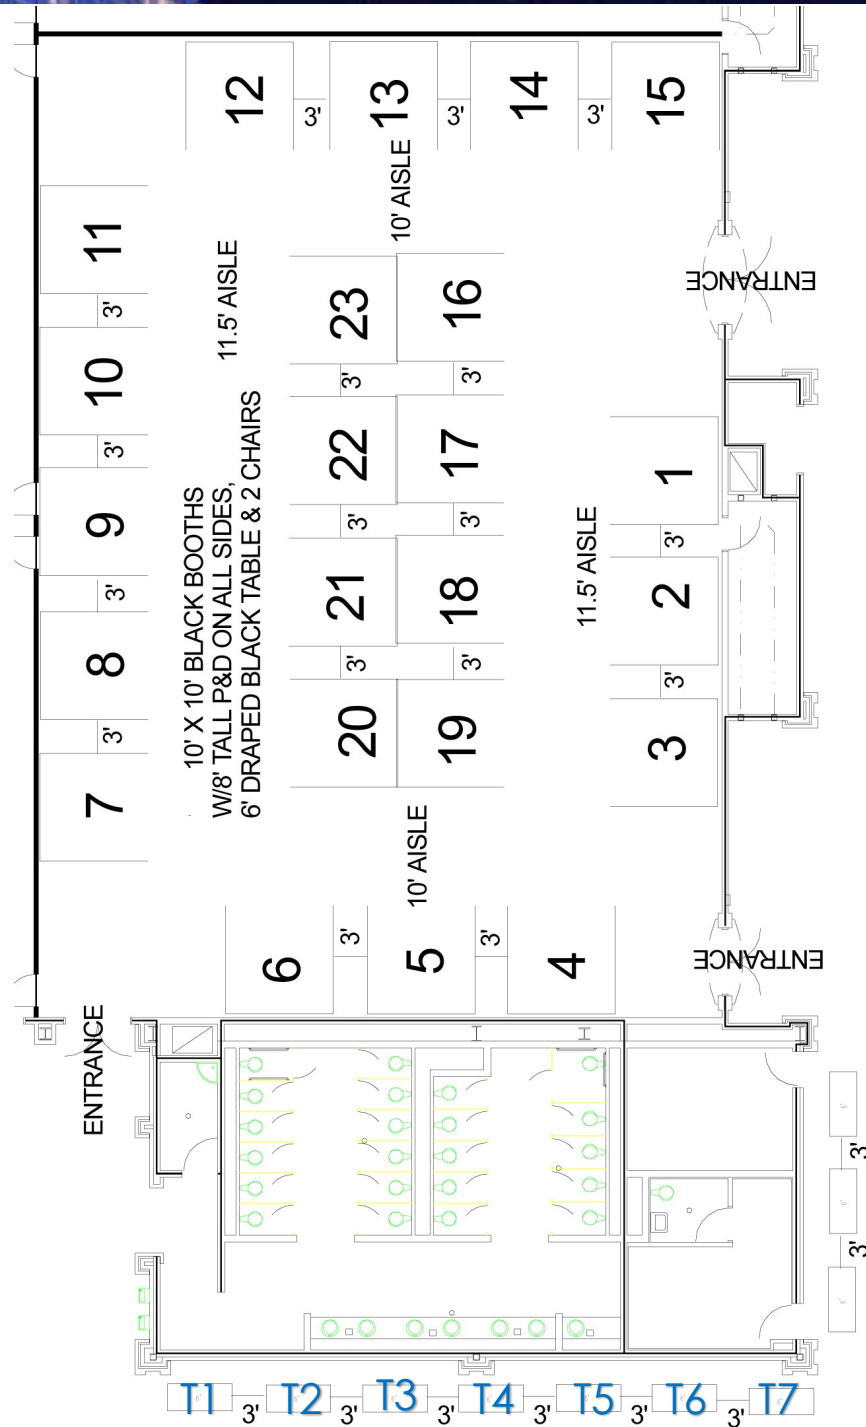 12
3'
13
3'
14
3'
15
10' AISLE
11
3'
10
3'
9
3'
8
3'
7
11.5' AISLE
10' X 10' BLACK BOOTHS
W/8' TALL P&D ON ALL SIDES,
6' DRAPED BLACK TABLE & 2 CHAIRS
23
16
3'
3'
22
17
3'
3'
21
18
3'
3'
20
19
ENTRANCE
1
3'
2
3'
3
11.5' AISLE
10' AISLE
6
3'
5
3'
4
ENTRANCE
ENTRANCE
3'
3'
T1
3'
T2
3'
T3
3'
T4
3'
T5
3'
T6
3'
T7